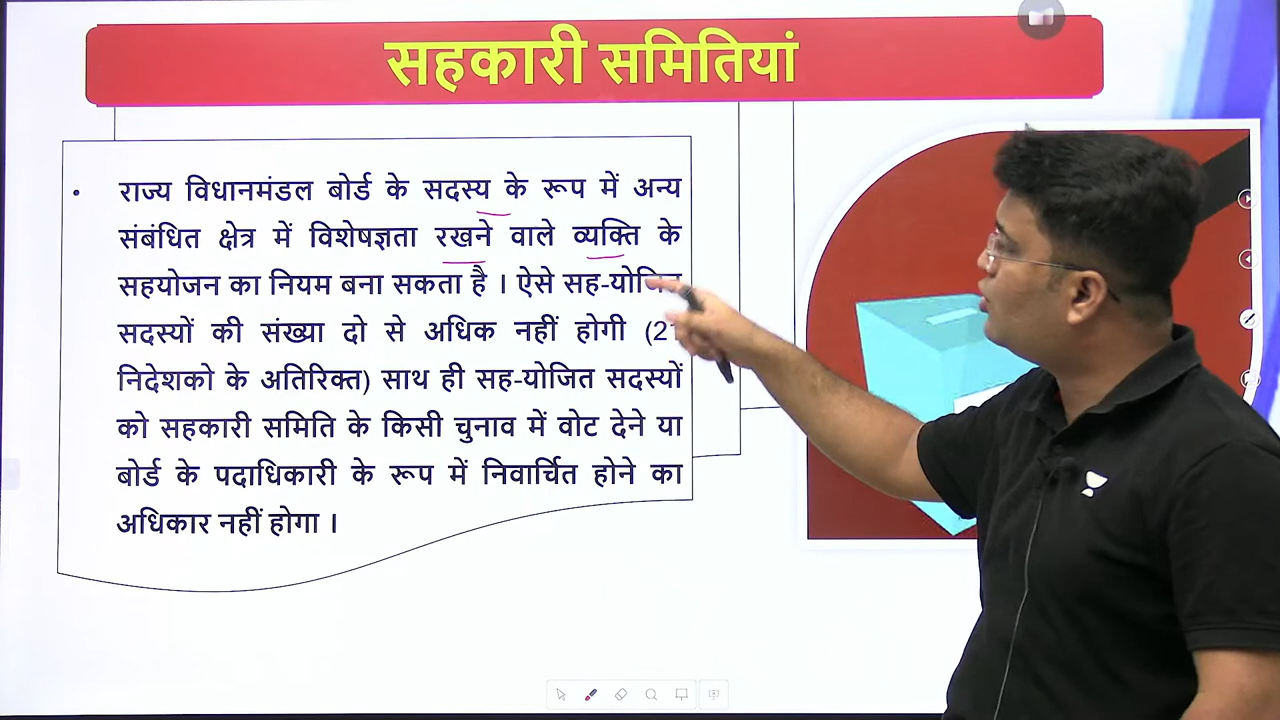 सहकारी समितियां
• राज्य विधानमंडल बोर्ड के सदस्य के रूप में अन्य
संबंधित क्षेत्र में विशेषज्ञता रखने वाले व्यक्ति के
सहयोजन का नियम बना सकता है । ऐसे
सदस्यों की संख्या दो से अधिक नहीं होगी (21
निदेशको के अतिरिक्त) साथ ही सह-योजित सदस्यों
को सहकारी समिति के किसी चुनाव में वोट देने या
बोर्ड के पदाधिकारी के रूप में निवार्चित होने का
अधिकार नहीं होगा ।